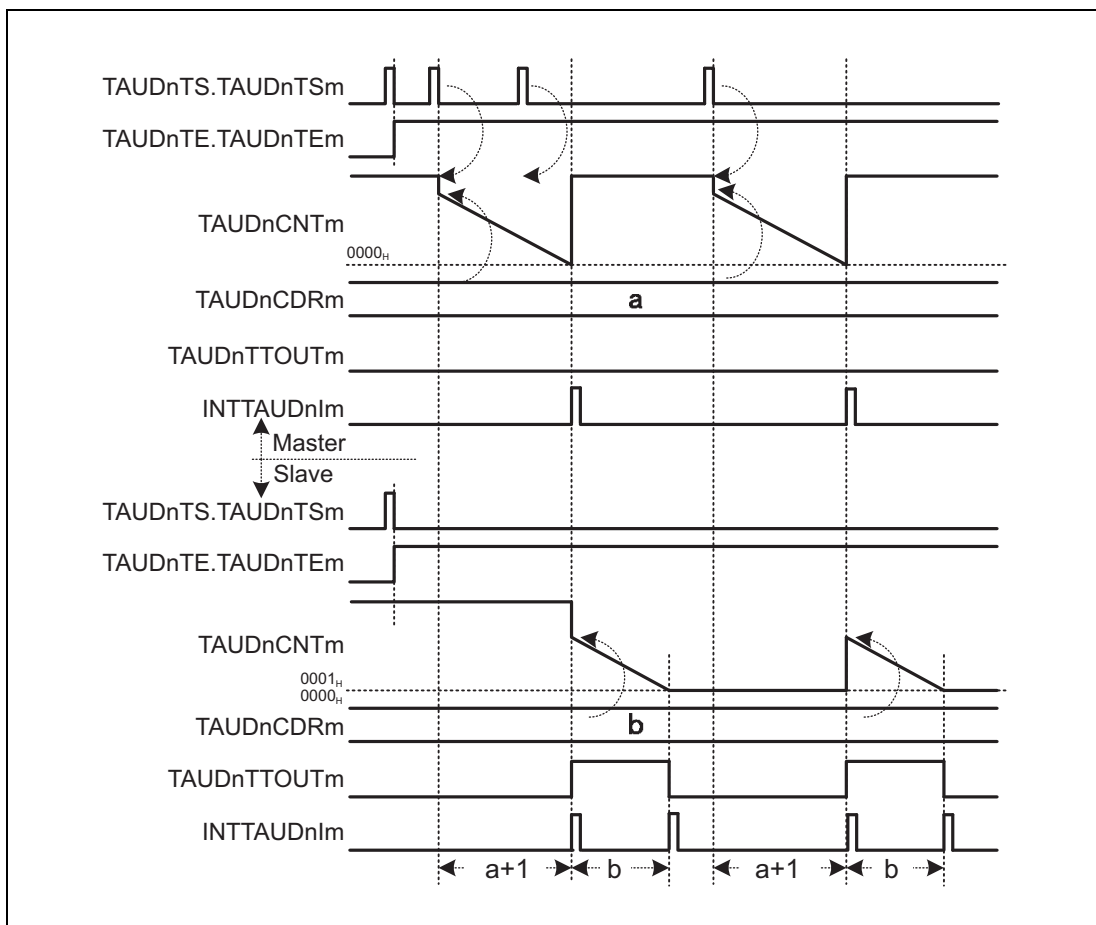 TAUDnTS.TAUDnTSm
TAUDnTE.TAUDnTEm
TAUDnCNTm
0000H
TAUDnCDRm
a
TAUDnTTOUTm
INTTAUDnIm
Master
Slave
TAUDnTS.TAUDnTSm
TAUDnTE.TAUDnTEm
TAUDnCNTm
0001H
0000H
TAUDnCDRm
b
TAUDnTTOUTm
INTTAUDnIm
a+1 b a+1 b